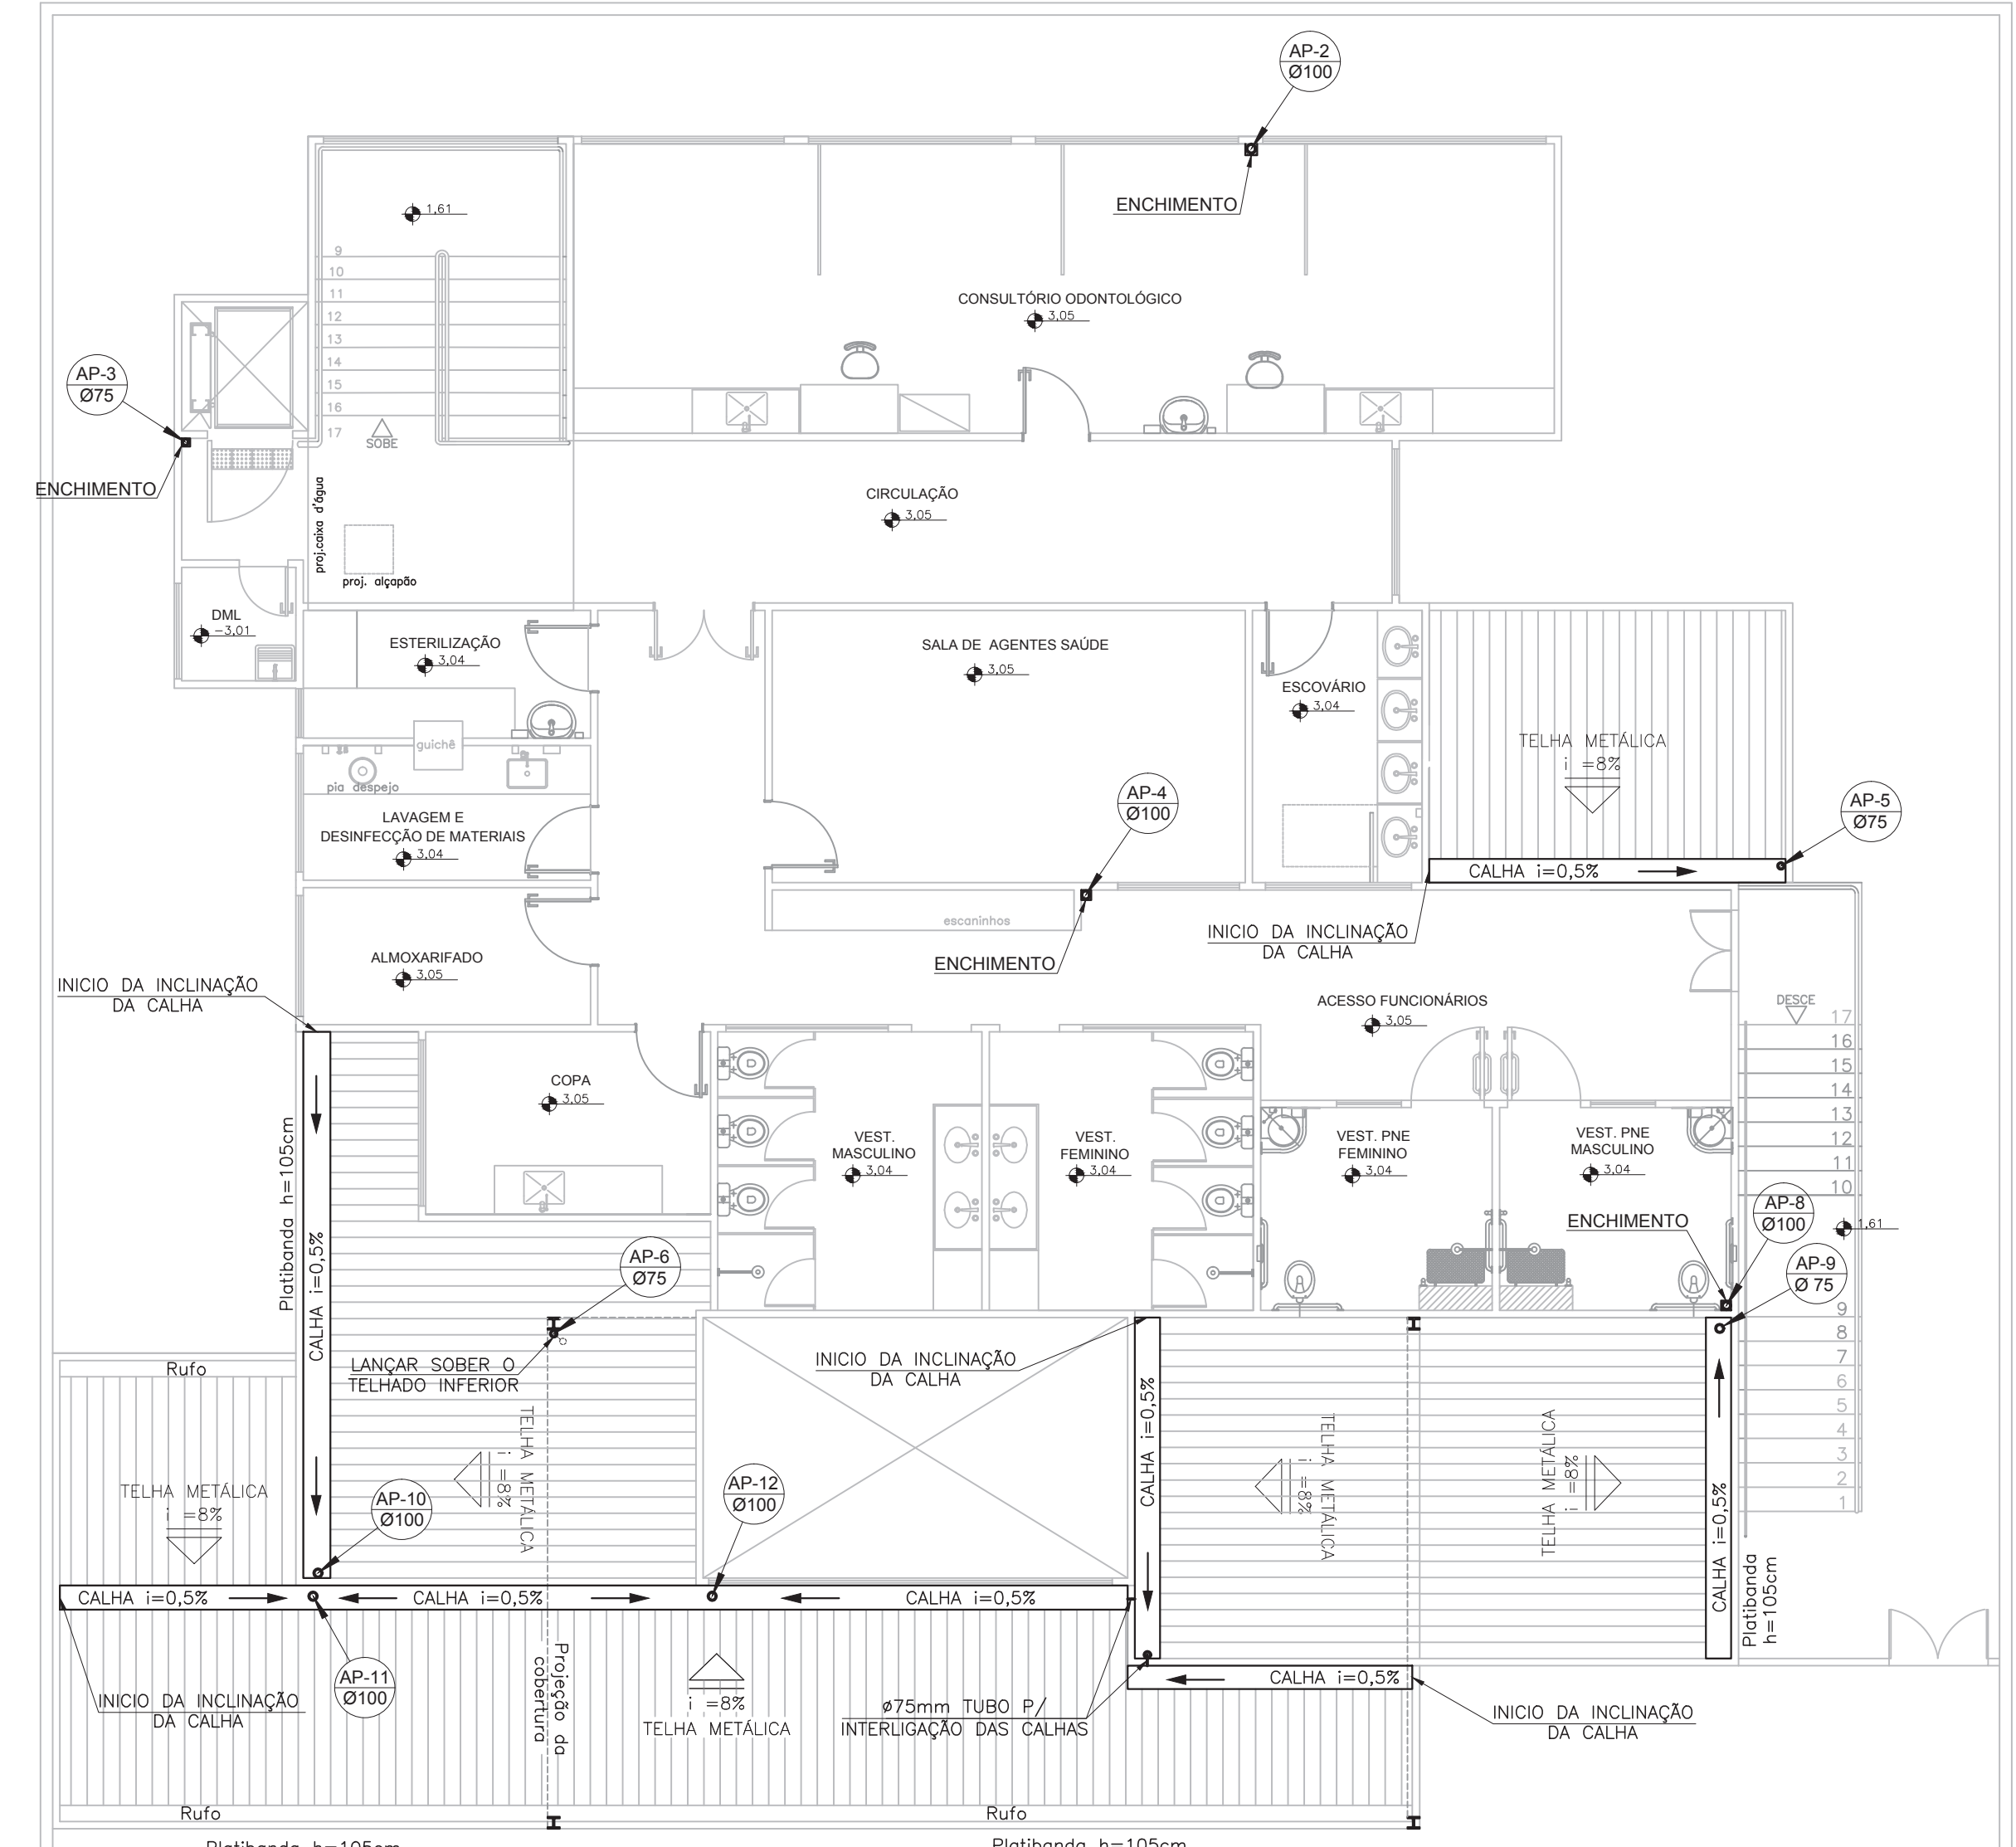 AP-2
Ø100
ENCHIMENTO
1,61
9
10
11
12
13
14
15
16
17
SOBE
CONSULTÓRIO ODONTOLÓGICO
3,05
AP-3
Ø75
ENCHIMENTO
proj.caixa d'água
proj. alçapão
CIRCULAÇÃO
3,05
DML
-3,01
ESTERILIZAÇÃO
3,04
guichê
pia despejo
LAVAGEM E
DESINFECÇÃO DE MATERIAIS
3,04
SALA DE AGENTES SAÚDE
3,05
ESCOVÁRIO
3,04
TELHA METÁLICA
i =8%
AP-4
Ø100
AP-5
Ø75
CALHA i=0,5%
escaninhos
ENCHIMENTO
INICIO DA INCLINAÇÃO
DA CALHA
ALMOXARIFADO
3,05
INICIO DA INCLINAÇÃO
DA CALHA
ACESSO FUNCIONÁRIOS
3,05
DESCE
17
16
15
14
13
12
11
10
1,61
9
8
7
6
5
4
3
2
1
COPA
3,05
Platibanda h=105cm
CALHA i=0,5%
VEST.
MASCULINO
3,04
VEST.
FEMININO
3,04
VEST. PNE
FEMININO
3,04
VEST. PNE
MASCULINO
3,04
ENCHIMENTO
AP-8
Ø100
AP-9
Ø 75
AP-6
Ø75
LANÇAR SOBER O
TELHADO INFERIOR
Rufo
INICIO DA INCLINAÇÃO
DA CALHA
TELHA METÁLICA
i =8%
TELHA METÁLICA
i =8%
AP-10
Ø100
AP-12
Ø100
CALHA i=0,5%
TELHA METÁLICA
i =8%
TELHA METÁLICA
i =8%
CALHA i=0,5%
Platibanda
h=105cm
CALHA i=0,5%
CALHA i=0,5%
CALHA i=0,5%
AP-11
Ø100
INICIO DA INCLINAÇÃO
DA CALHA
Projeção da
cobertura
i =8%
TELHA METÁLICA
ø75mm TUBO P/
INTERLIGAÇÃO DAS CALHAS
CALHA i=0,5%
INICIO DA INCLINAÇÃO
DA CALHA
Rufo
Rufo
Platibanda h=105cm
Platibanda h=105cm